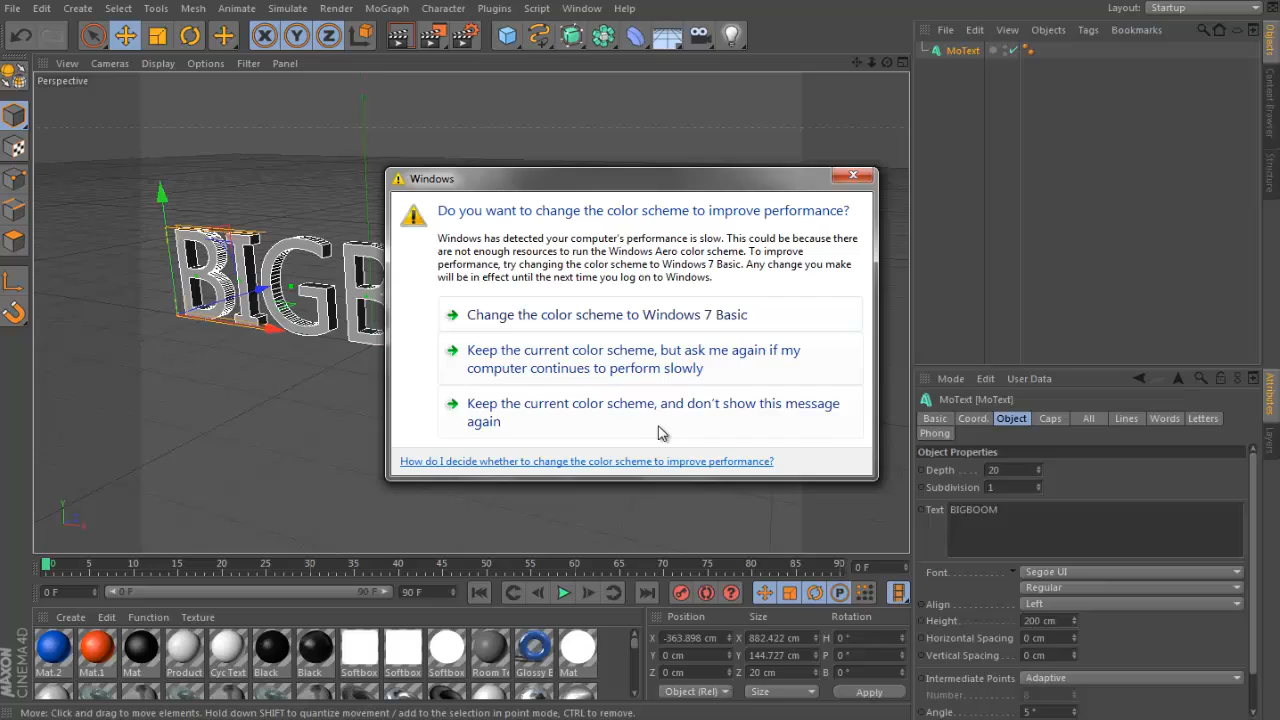 File Edit Create Select Tools Mesh Animate Simulate Render MoGraph Character Plugins Script Window Help Layout: Startup
X Y Z
File Edit View Objects Tags Bookmarks
View Cameras Display Options Filter Panel
MoText
Perspective
Objects
Content Browser
Structure
BIGB
Windows
Do you want to change the color scheme to improve performance?
Windows has detected your computer's performance is slow. This could be because there
are not enough resources to run the Windows Aero color scheme. To improve
performance, try changing the color scheme to Windows 7 Basic. Any change you make
will be in effect until the next time you log on to Windows.
Change the color scheme to Windows 7 Basic
Keep the current color scheme, but ask me again if my
computer continues to perform slowly
Keep the current color scheme, and don't show this message
again
How do I decide whether to change the color scheme to improve performance?
Y
X
Mode Edit User Data
MoText [MoText]
Basic Coord. Object Caps All Lines Words Letters
Phong
Attributes
Layers
Object Properties
Depth 20
Subdivision 1
Text BIGBOOM
Font Segoe UI
Regular
Align Left
Height 200 cm
Horizontal Spacing 0 cm
Vertical Spacing 0 cm
Intermediate Points Adaptive
Number 8
Angle 5 °
0 5 10 15 20 25 30 35 40 45 50 55 60 65 70 75 80 85 90 0 F
0 F 0 F 90 F 90 F
P
Create Edit Function Texture
Mat.2 Mat.1 Mat Product Cyc Text Black Black Softbox Softbox Softbox Room Te Glossy B Mat
Position Size Rotation
X -363.898 cm X 882.422 cm H 0 °
Y 0 cm Y 144.727 cm P 0 °
Z 0 cm Z 20 cm B 0 °
Object (Rel) Size Apply
MAXON
CINEMA4D
Move: Click and drag to move elements. Hold down SHIFT to quantize movement / add to the selection in point mode, CTRL to remove.